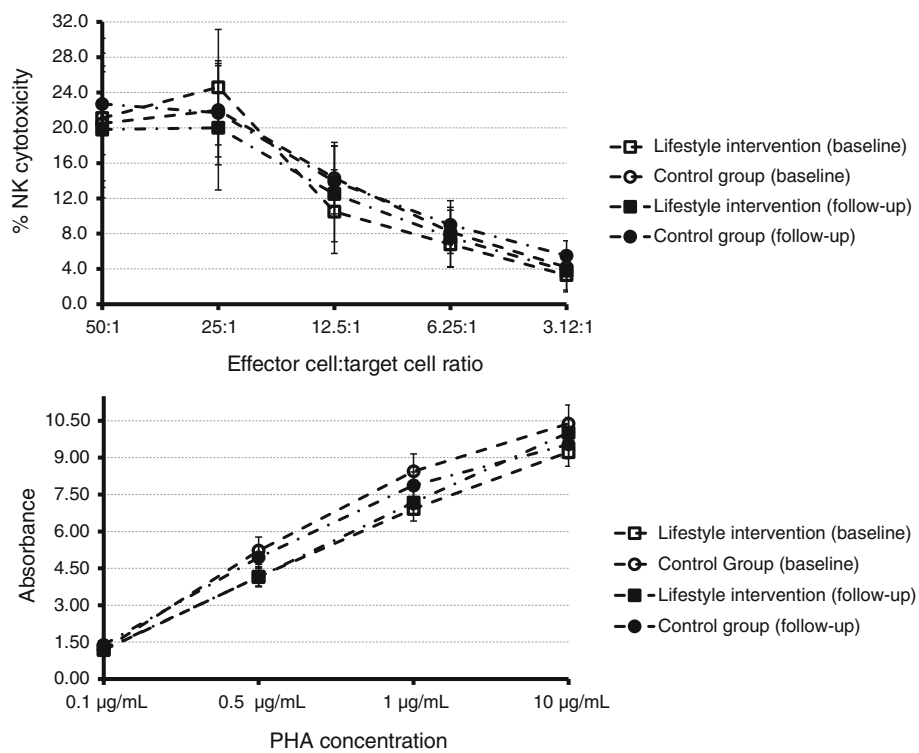 32.0
28.0
24.0
20.0
16.0
12.0
8.0
4.0
0.0
% NK cytotoxicity
50:1
25:1
12.5:1
6.25:1
3.12:1
Effector cell:target cell ratio
Lifestyle intervention (baseline)
Control group (baseline)
Lifestyle intervention (follow-up)
Control group (follow-up)
10.50
9.00
7.50
6.00
4.50
3.00
1.50
0.00
Absorbance
0.1 µg/mL
0.5 µg/mL
1 µg/mL
10 µg/mL
PHA concentration
Lifestyle intervention (baseline)
Control Group (baseline)
Lifestyle intervention (follow-up)
Control group (follow-up)